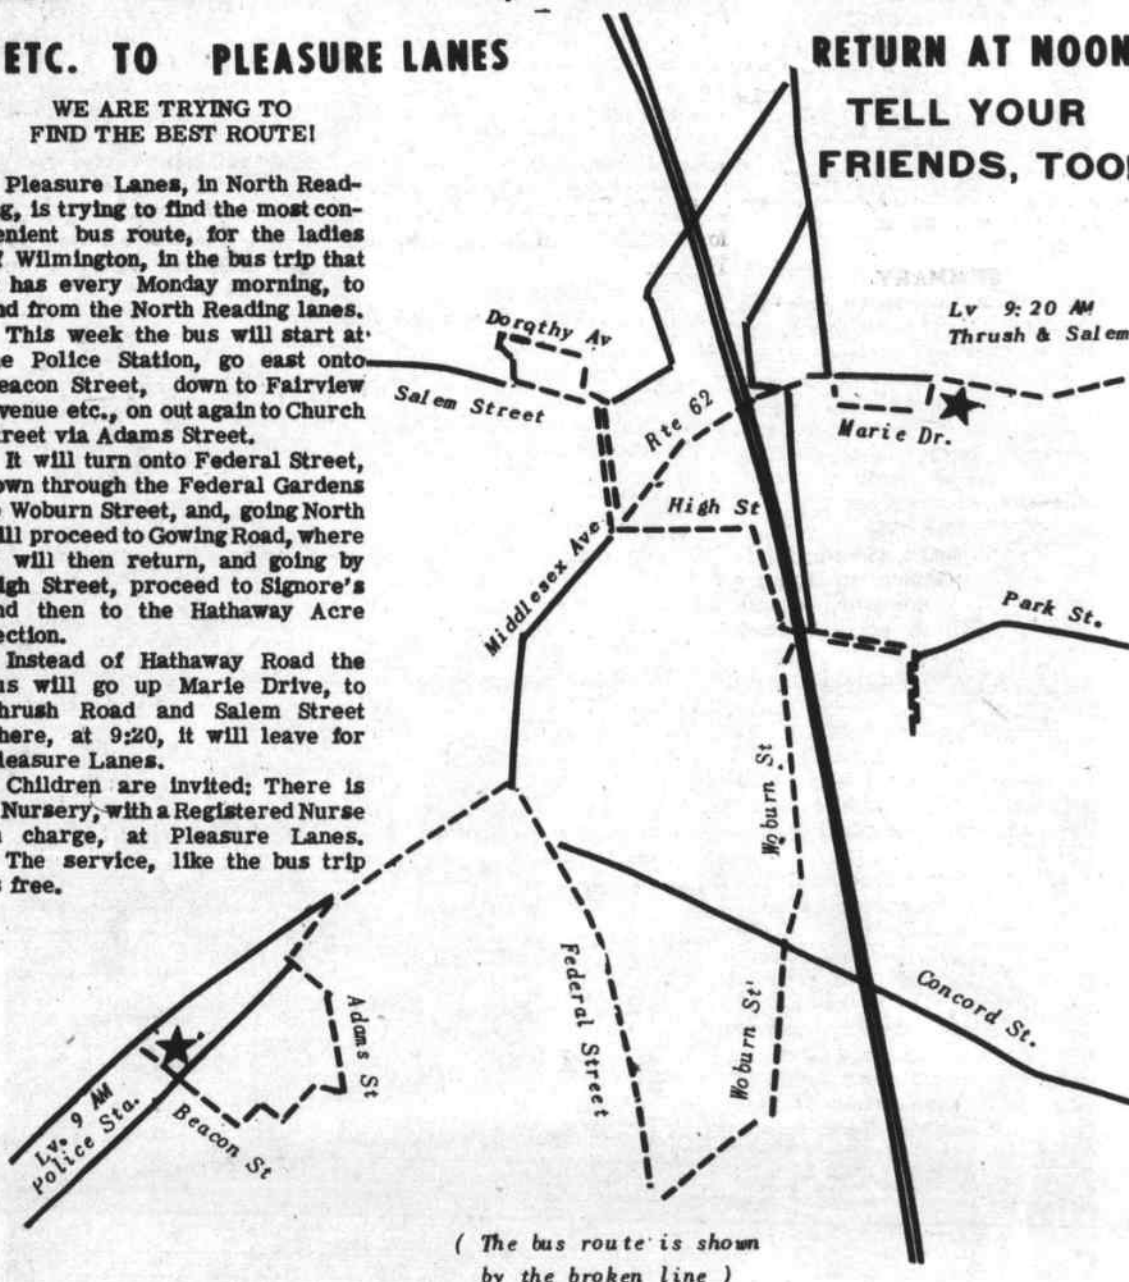 ETC. TO PLEASURE LANES
WE ARE TRYING TO
FIND THE BEST ROUTE!
Pleasure Lanes, in North Read-
g, is trying to find the most con-
enient bus route, for the ladies
Wilmington, in the bus trip that
has every Monday morning, to
nd from the North Reading lanes.
This week the bus will start at
e Police Station, go east onto
eacon Street, down to Fairview
venue etc., on out again to Church
treet via Adams Street.
It will turn onto Federal Street,
own through the Federal Gardens
Woburn Street, and, going North
ill proceed to Gowing Road, where
will then return, and going by
igh Street, proceed to Signore's
nd then to the Hathaway Acre
ection.
Instead of Hathaway Road the
us will go up Marie Drive, to
hrush Road and Salem Street
here, at 9:20, it will leave for
leasure Lanes.
Children are invited: There is
Nursery, with a Registered Nurse
charge, at Pleasure Lanes.
The service, like the bus trip
s free.
RETURN AT NOON
TELL YOUR
FRIENDS, TOO!
Lv 9:20 AM
Thrush & Salem
Dorothy Av
Salem Street
Rte 62
Marie Dr.
High St
Middlesex Ave
Park St.
Woburn St
Concord St.
Federal Street
Woburn St
Adams St
Lv. 9 AM
Police Sta.
Beacon St
( The bus route is shown
by the broken line )